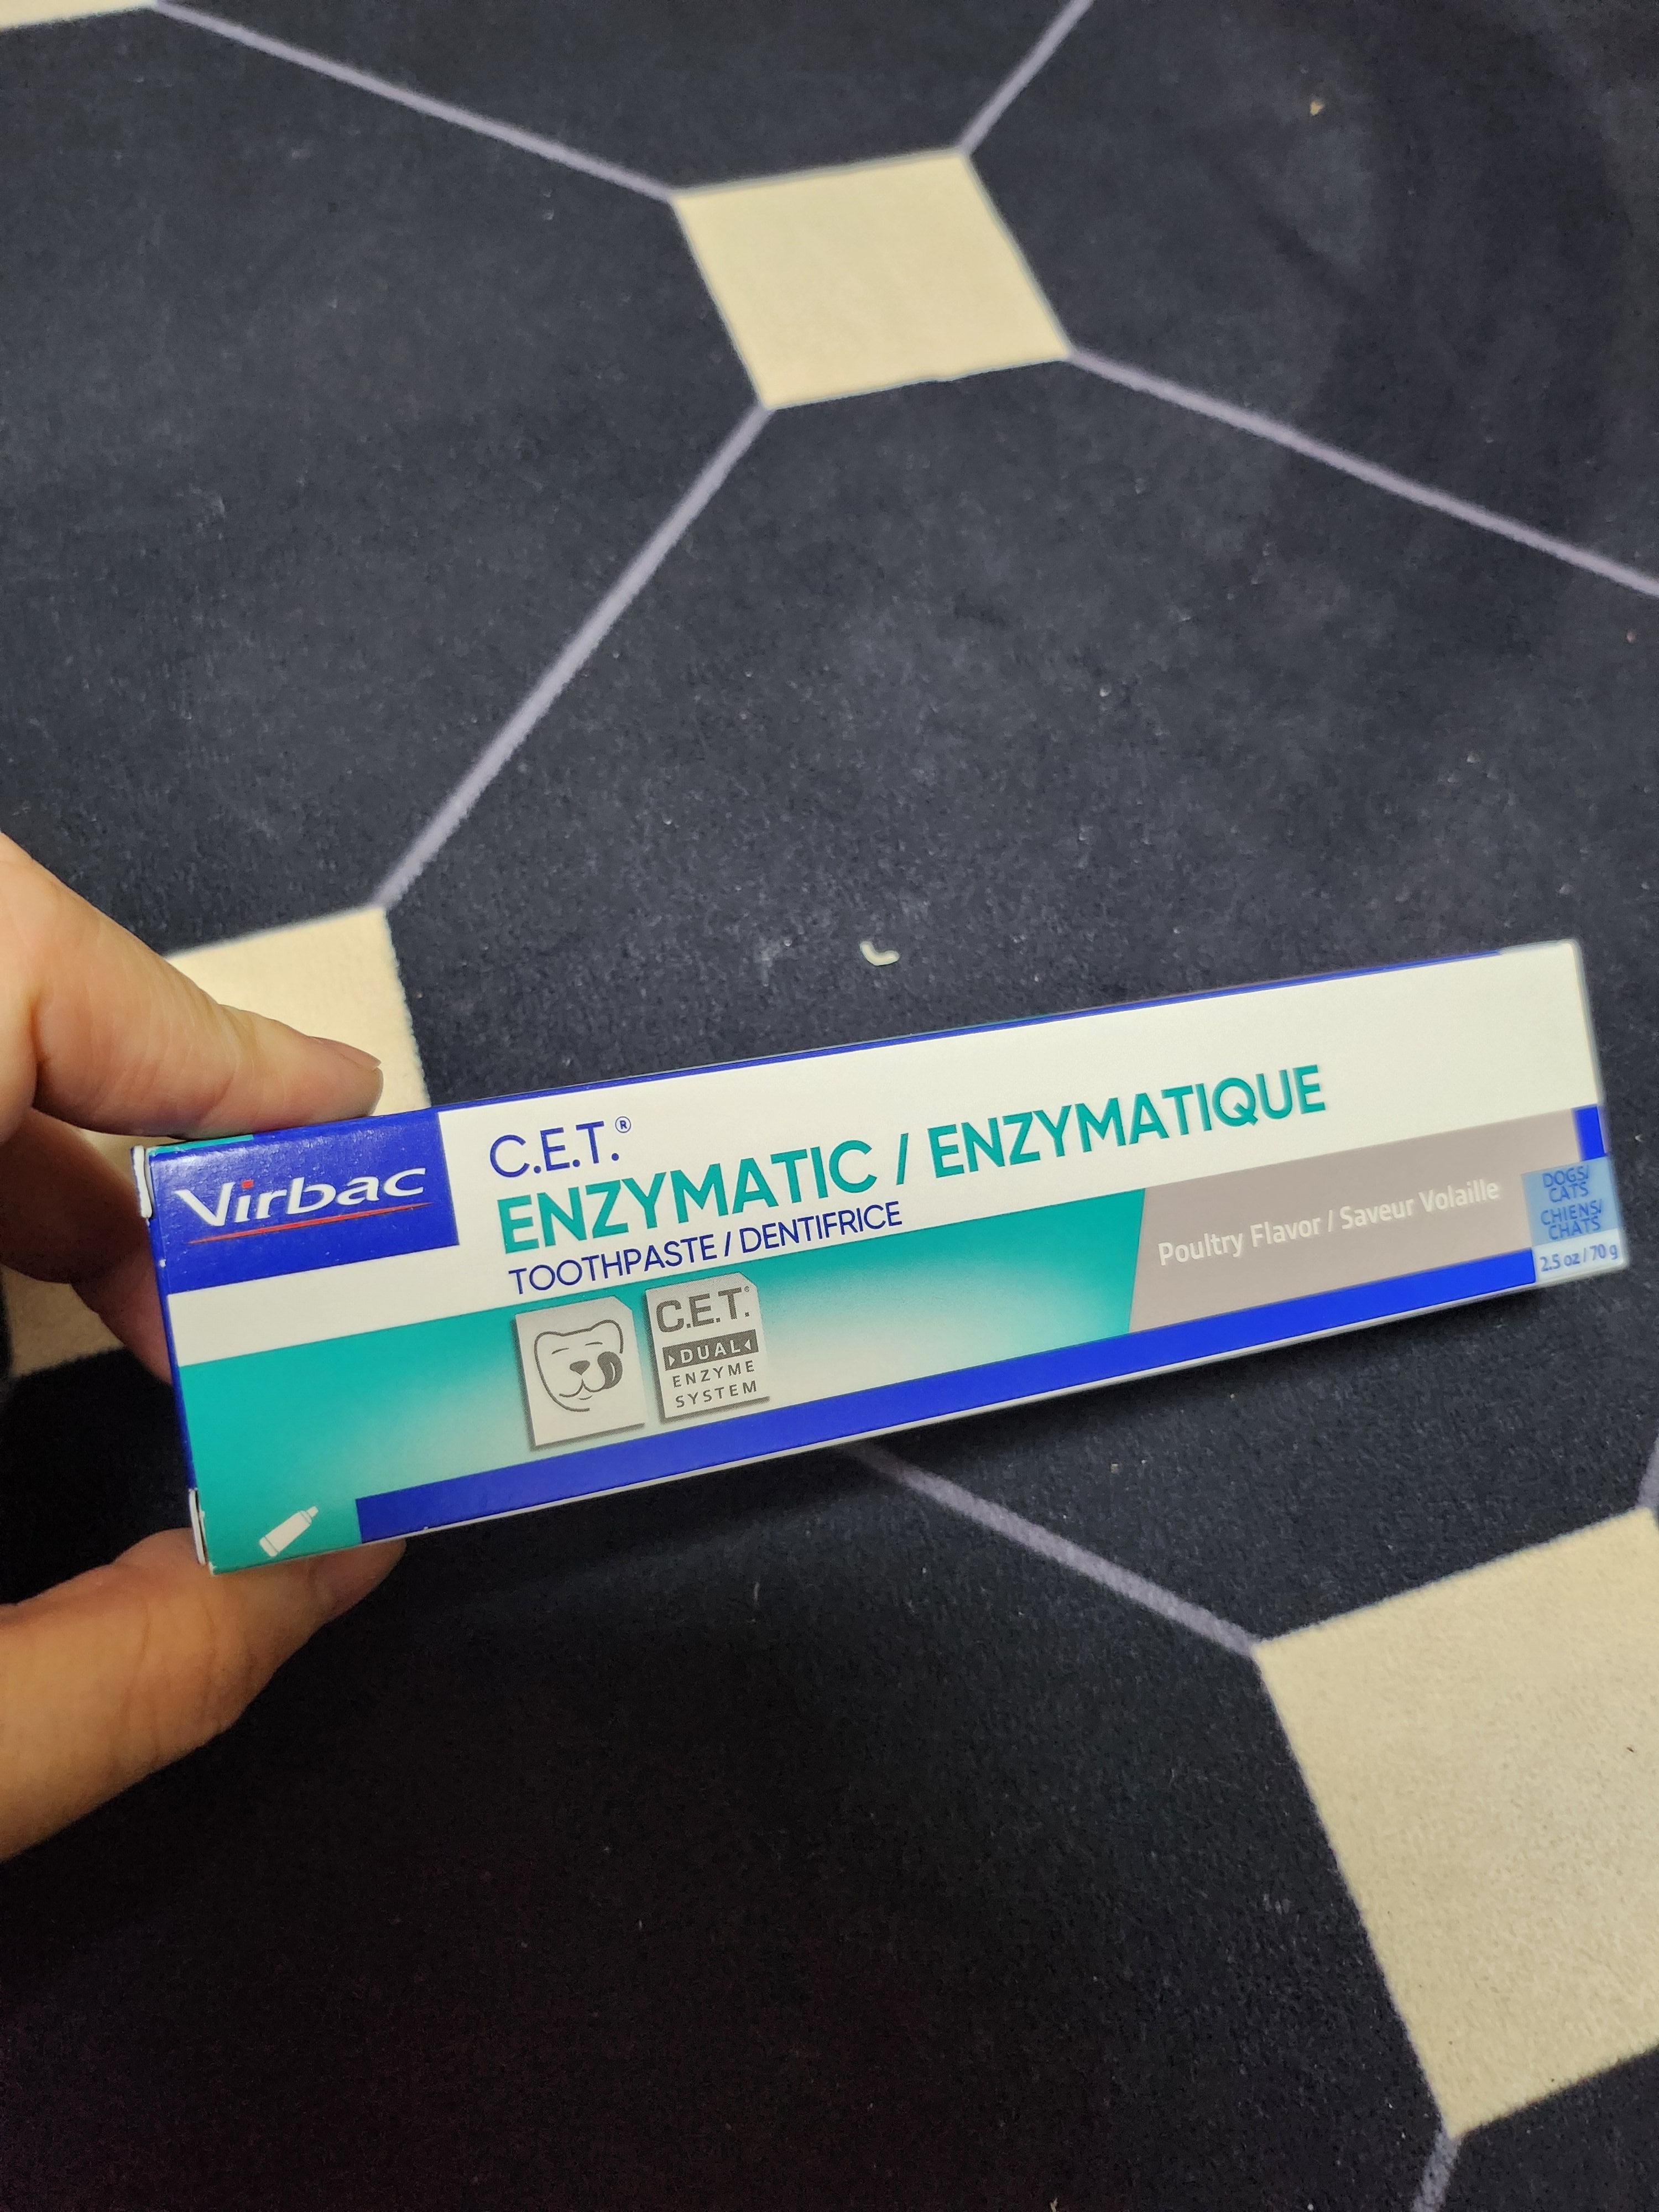 Virbac
C.E.T.®
ENZYMATIC / ENZYMATIQUE
TOOTHPASTE / DENTIFRICE
C.E.T.®
DUAL
ENZYME
SYSTEM
Poultry Flavor / Saveur Volaille
DOGS/
CATS
CHIENS/
CHATS
2.5 oz / 70 g